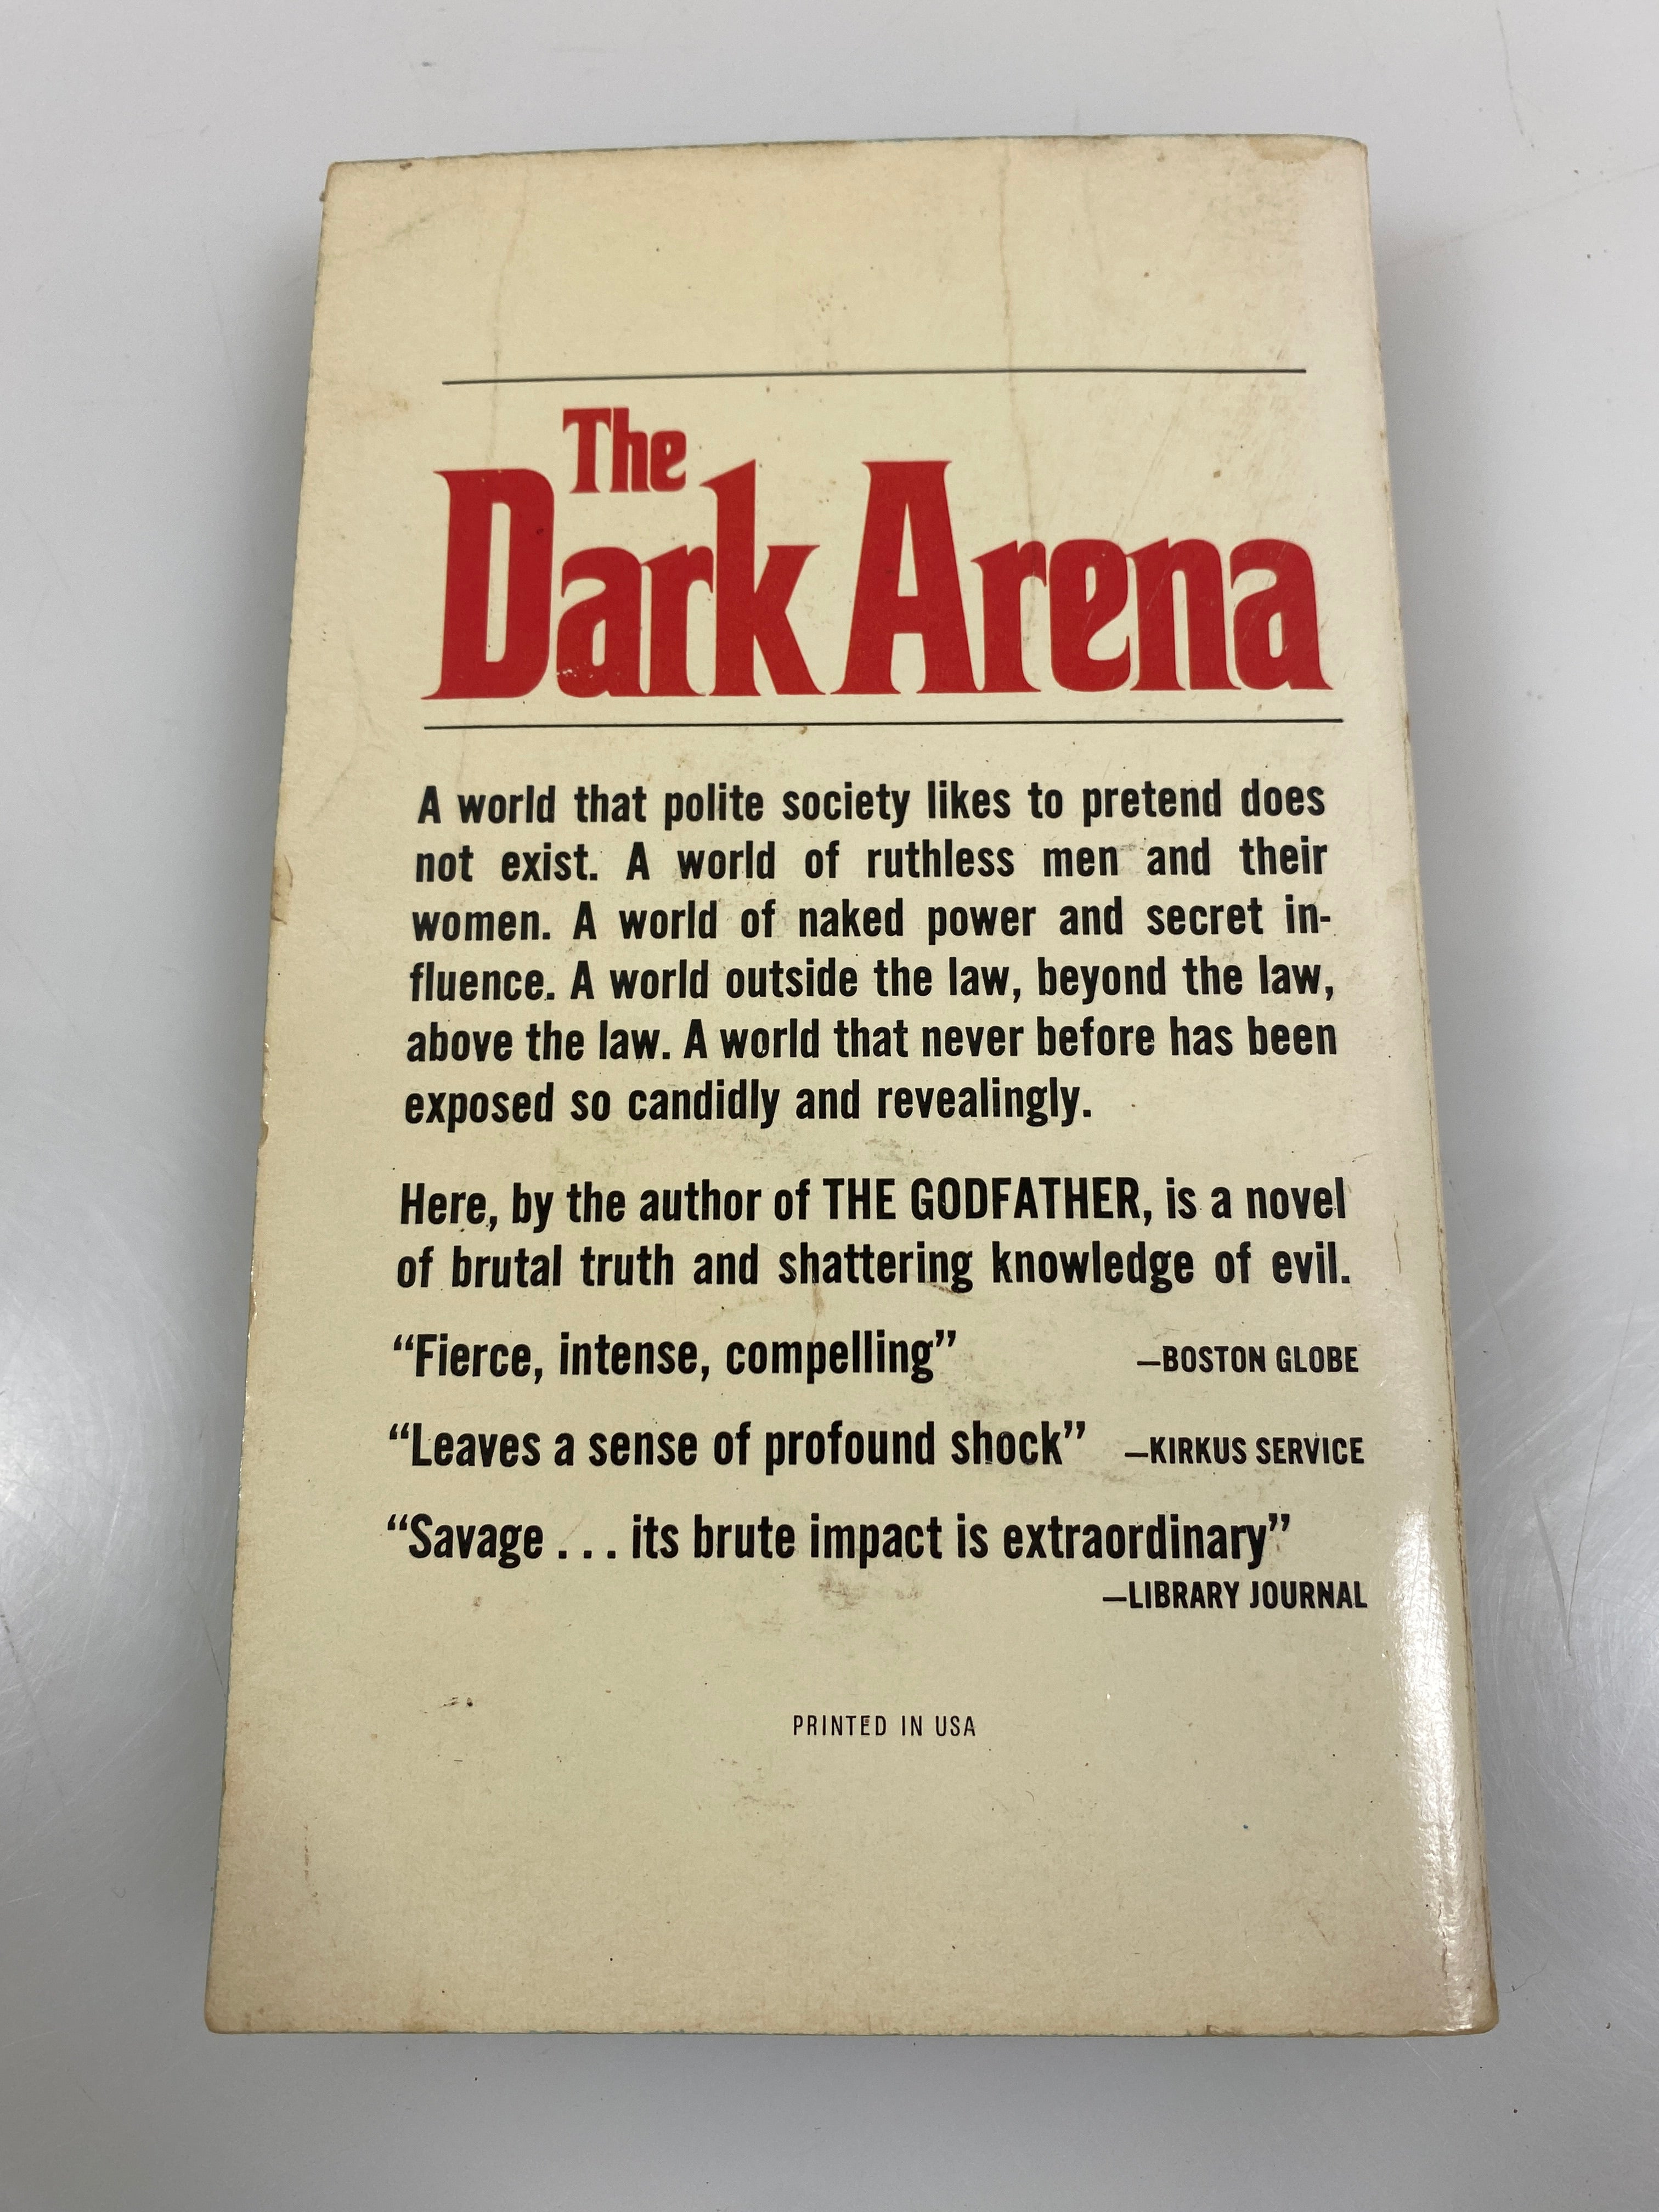 The
Dark Arena
A world that polite society likes to pretend does
not exist. A world of ruthless men and their
women. A world of naked power and secret in-
fluence. A world outside the law, beyond the law,
above the law. A world that never before has been
exposed so candidly and revealingly.
Here, by the author of THE GODFATHER, is a novel
of brutal truth and shattering knowledge of evil.
“Fierce, intense, compelling” —BOSTON GLOBE
“Leaves a sense of profound shock” —KIRKUS SERVICE
“Savage . . . its brute impact is extraordinary”
—LIBRARY JOURNAL
PRINTED IN USA